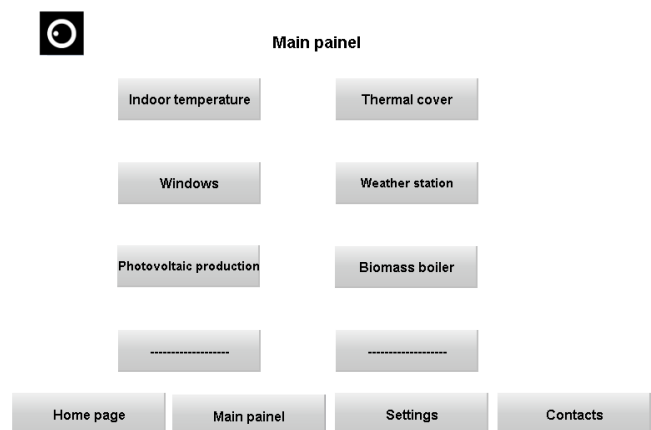 Main painel
Indoor temperature
Thermal cover
Windows
Weather station
Photovoltaic production
Biomass boiler
-------------------
-------------------
Home page
Main painel
Settings
Contacts